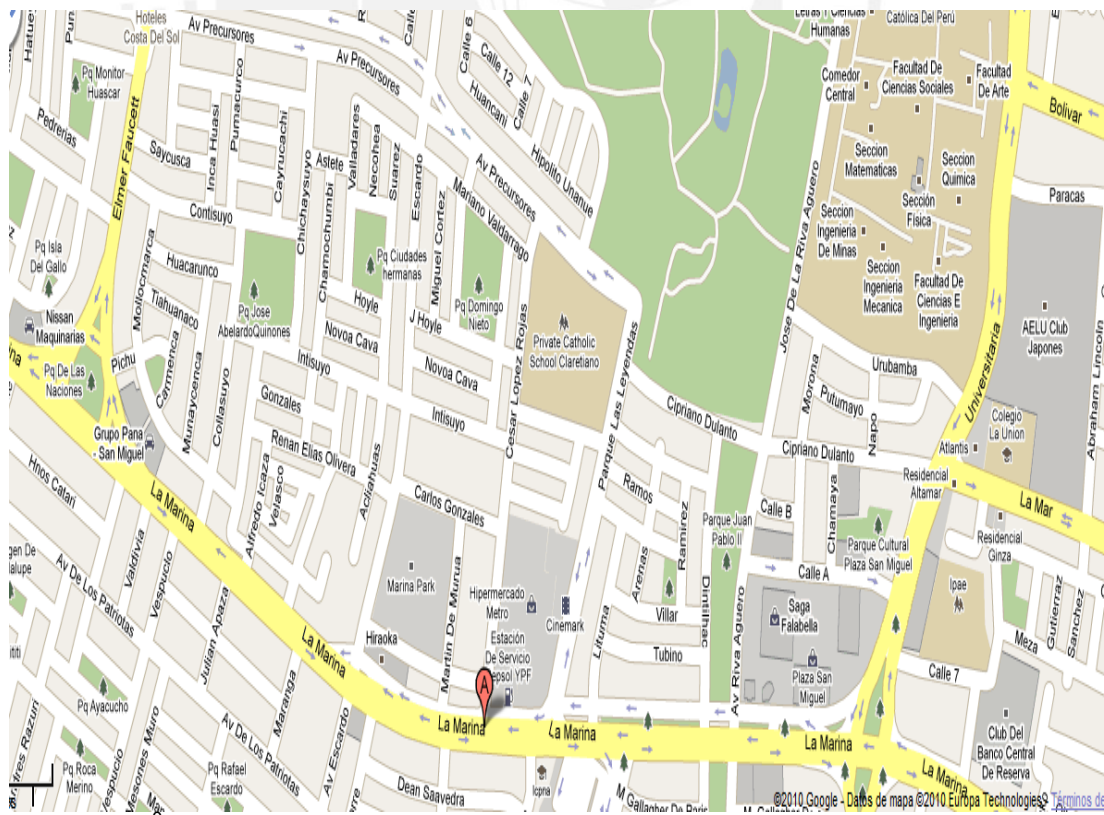 Hoteles
Costa Del Sol
Av Precursores
Calle 6
Letras Y Ciencias
Humanas
Católica Del Perú
Hatuey
Pq Monitor
Huascar
Av Precursores
Calle 12
Calle 7
Huancani
Comedor
Central
Facultad De
Ciencias Sociales
Facultad
De Arte
Bolivar
Pedrerias
Elmer Faucett
Saycusca
Inca Huasi
Pumacurco
Cayrucachi
Astete
Valladares
Necohea
Suarez
Escardo
Hipolito Unanue
Seccion
Matematicas
Seccion
Quimica
Paracas
Contisuyo
Chichaysuyo
Chamochumbi
Miguel Cortez
Mariano Valdarrago
Av Precursores
Jose De La Riva Aguero
Sección
Fisica
Seccion
Ingenieria
De Minas
Pq Isla
Del Gallo
Mollocmarca
Huacarunco
Pq Ciudades
hermanas
Seccion
Ingenieria
Mecanica
Facultad De
Ciencias E
Ingenieria
Tiahuanaco
Pq Jose
AbelardoQuinones
Hoyle
J Hoyle
Pq Domingo
Nieto
Nissan
Maquinarias
Novoa Cava
Private Catholic
School Claretiano
AELU Club
Japones
Universitaria
Abraham Lincoln
Pichu
Carmenca
Munaycenca
Collasuyo
Intisuyo
Novoa Cava
Cesar Lopez Rojas
Parque Las Leyendas
Morona
Urubamba
Putumayo
Napo
Pq De Las
Naciones
Gonzales
Intisuyo
Cipriano Dulanto
Colegio
La Union
Grupo Pana
- San Miguel
Renan Elias Olivera
Cipriano Dulanto
Atlantis
Residencial
Altamar
La Mar
Hnos Catari
La Marina
Alfredo Icaza
Velasco
Acllahuas
Carlos Gonzales
Ramos
Ramirez
Parque Juan
Pablo II
Calle B
Chamaya
Parque Cultural
Plaza San Miguel
Residencial
Ginza
Av De Los Patriotas
Valdivia
Vespucio
Marina Park
Martin De Murua
Hipermercado
Metro
Cinemark
Arenas
Calle A
Ipae
Gutierraz
Sanchez
Julian Apaza
La Marina
Hiraoka
Estación
De Servicio
Repsol YPF
Lituma
Villar
Tubino
Dintilhac
Av Riva Aguero
Saga
Falabella
Plaza San
Miguel
Meza
Calle 7
Pq Ayacucho
Maranga
A
La Marina
La Marina
La Marina
Club Del
Banco Central
De Reserva
Mesones Muro
Av De Los Patriotas
Av Escardo
Pq Roca
Merino
Vespucio
Pq Rafael
Escardo
Dean Saavedra
Icpna
M Gallagher De Parks
La Marina
©2010 Google - Datos de mapa ©2010 Europa Technologies - Términos de